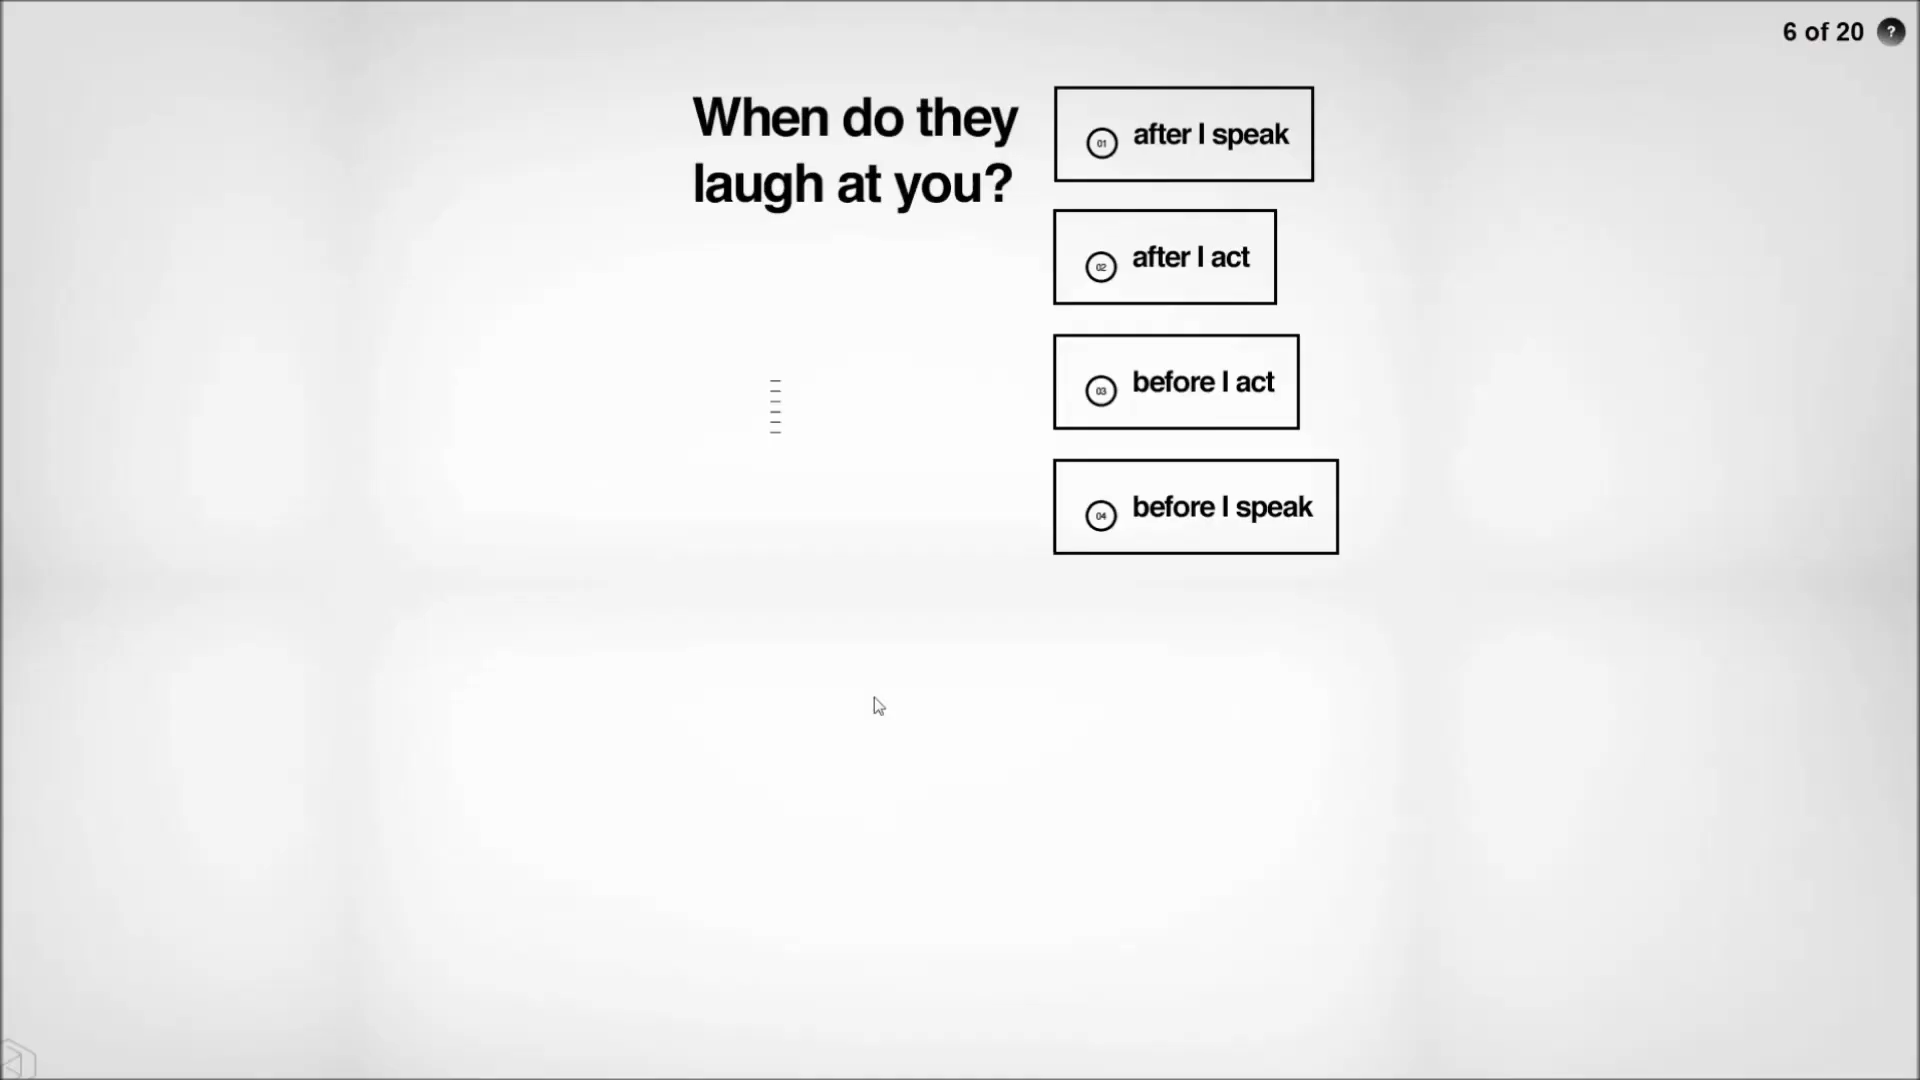 6 of 20 ?
When do they
laugh at you?
01 after I speak
02 after I act
03 before I act
04 before I speak